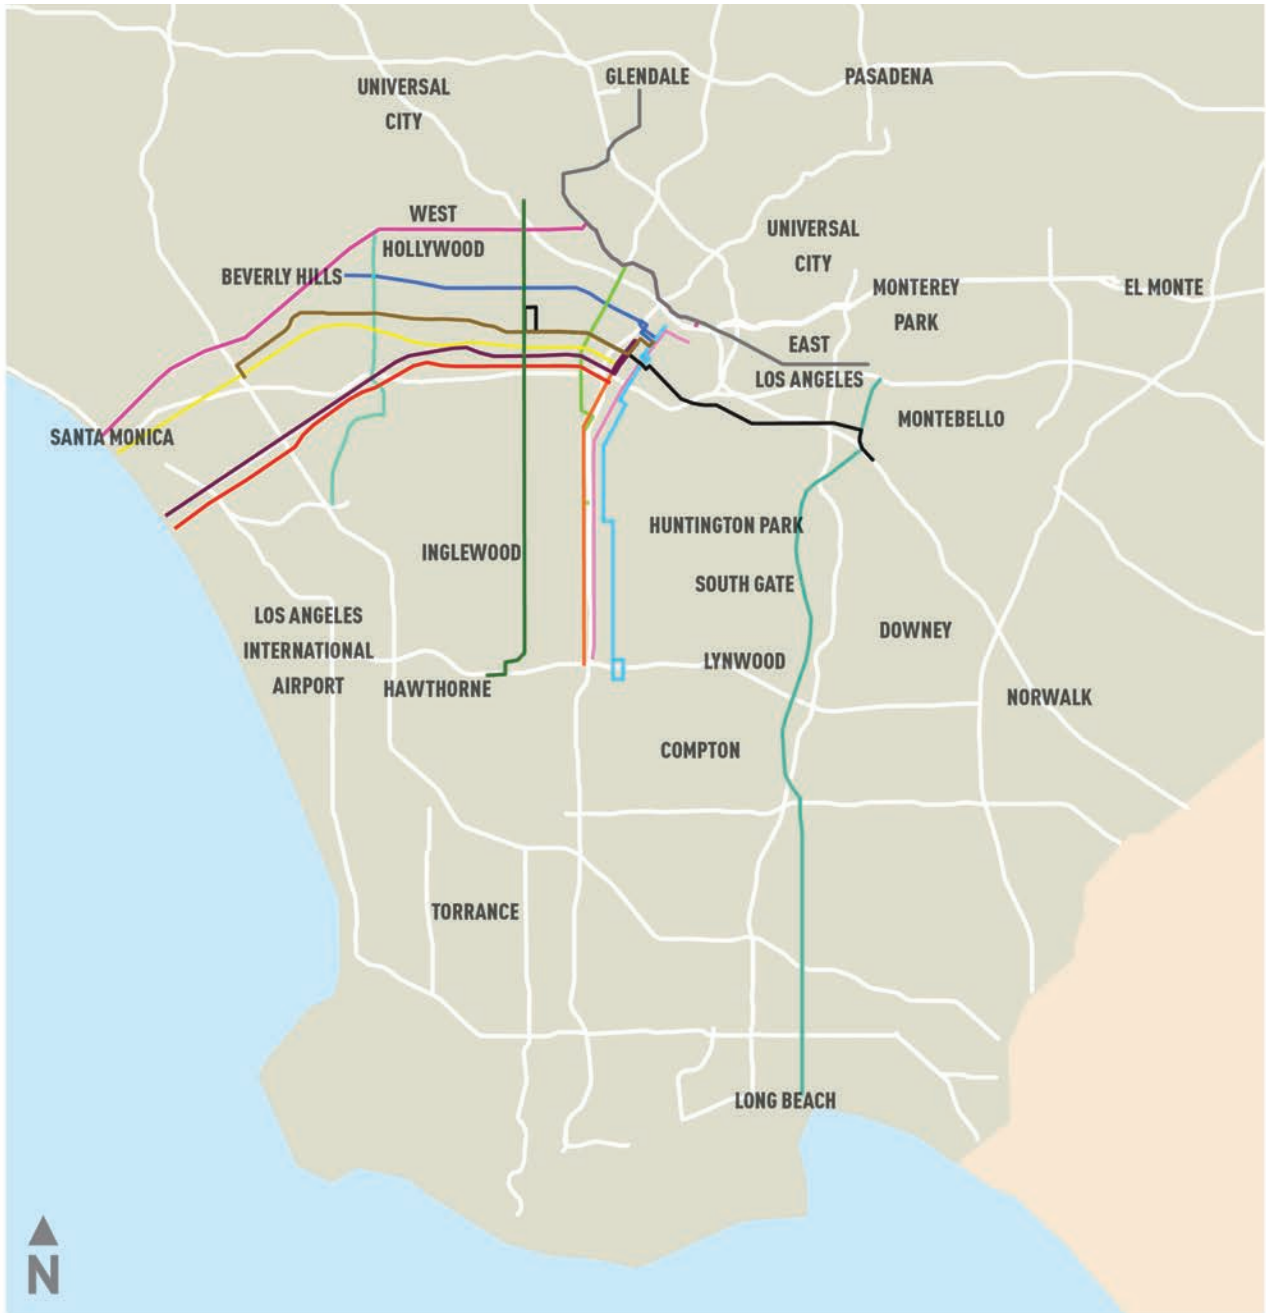 GLENDALE
PASADENA
UNIVERSAL
CITY
WEST
HOLLYWOOD
UNIVERSAL
CITY
BEVERLY HILLS
MONTEREY
PARK
EL MONTE
EAST
LOS ANGELES
MONTEBELLO
SANTA MONICA
HUNTINGTON PARK
INGLEWOOD
SOUTH GATE
LOS ANGELES
INTERNATIONAL
AIRPORT
DOWNEY
LYNWOOD
HAWTHORNE
NORWALK
COMPTON
TORRANCE
LONG BEACH
N